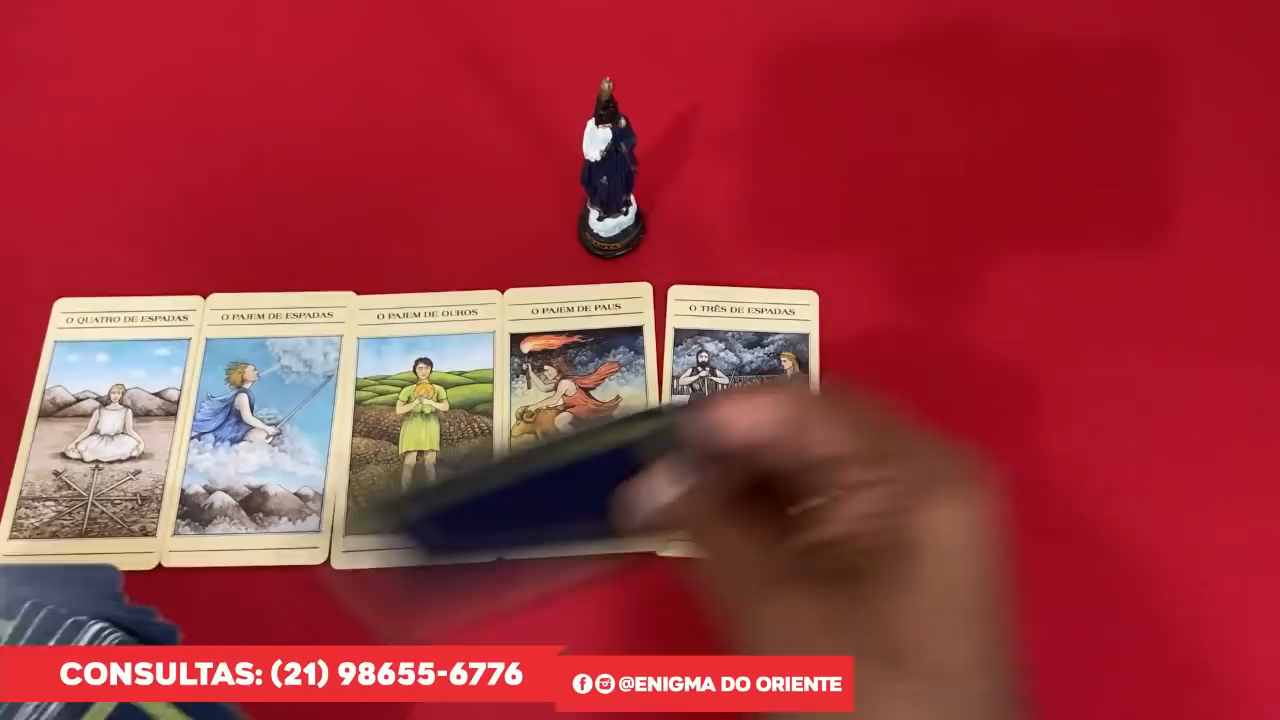 O QUATRO DE ESPADAS
O PAJEM DE ESPADAS
O PAJEM DE OUROS
O PAJEM DE PAUS
O TRÊS DE ESPADAS
CONSULTAS: (21) 98655-6776
@ENIGMA DO ORIENTE